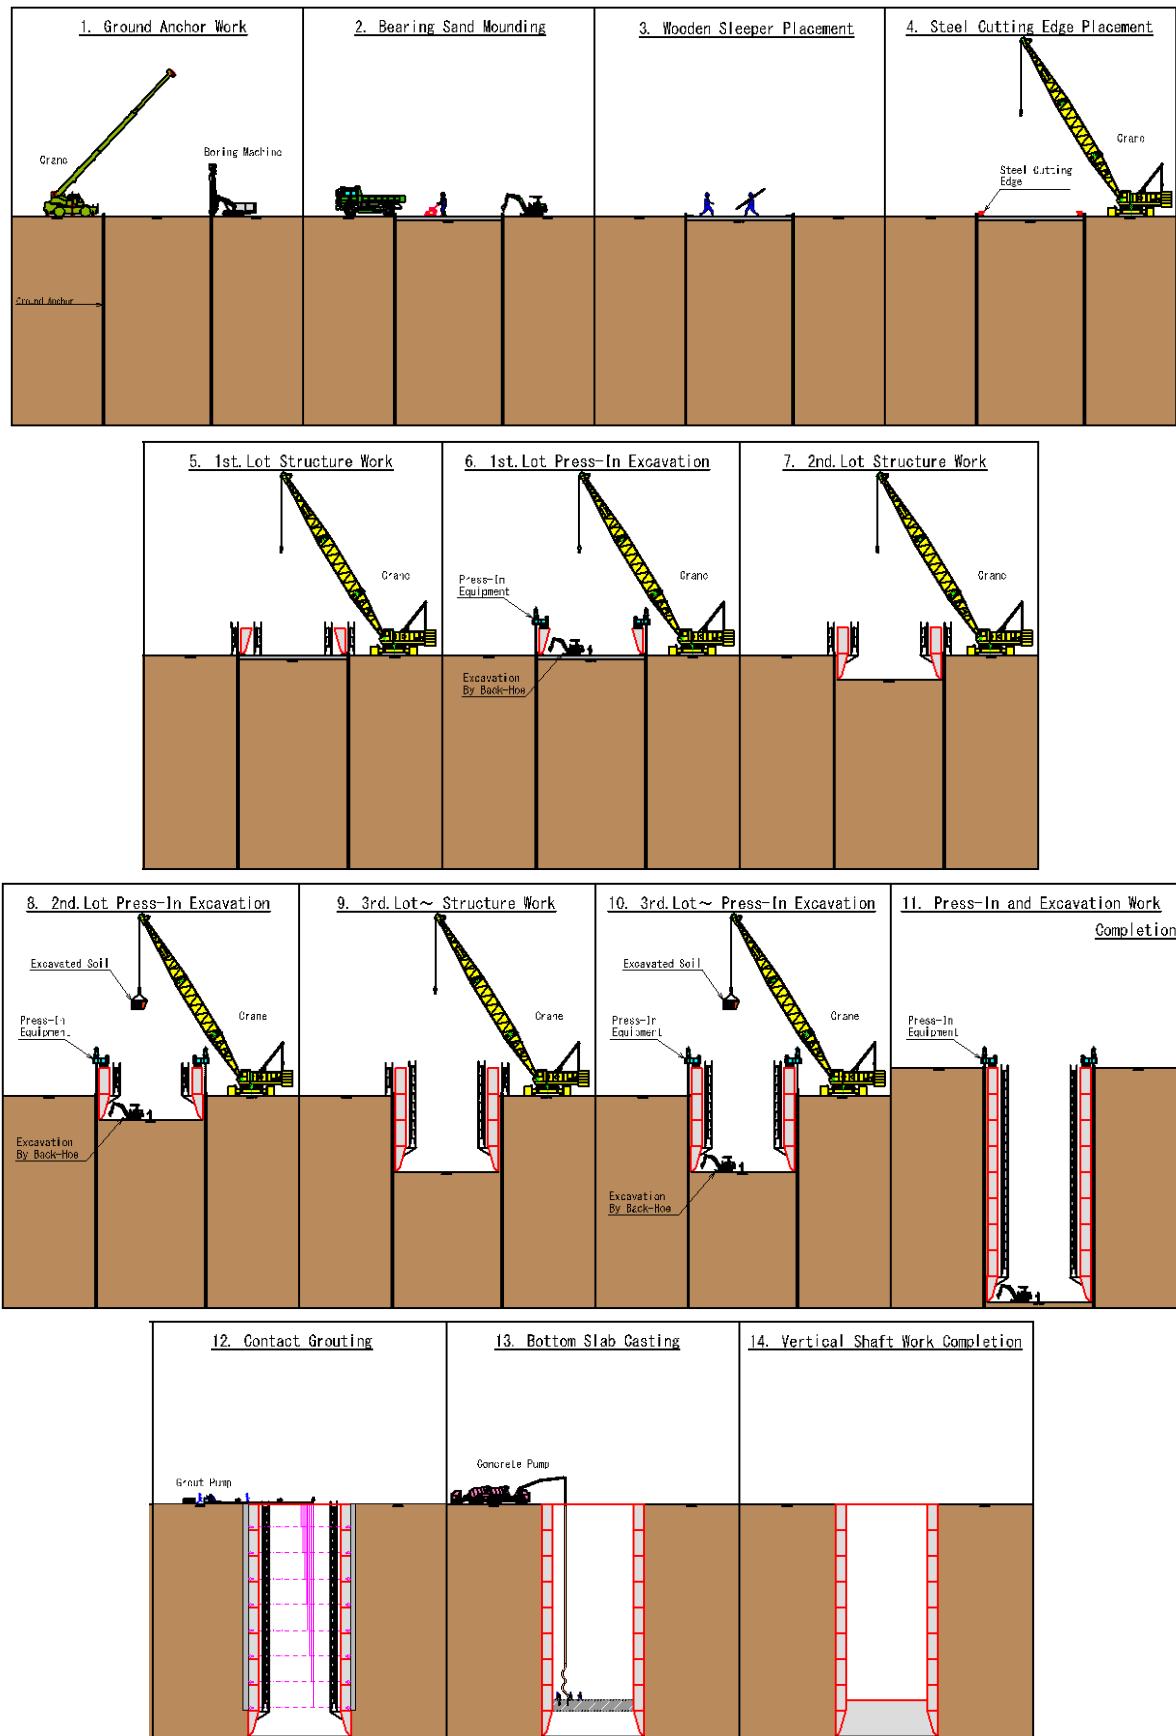 1. Ground Anchor Work
2. Bearing Sand Mounding
3. Wooden Sleeper Placement
4. Steel Cutting Edge Placement
Crane
Boring Machine
Ground Anchor
Steel Cutting
Edge
Crane
5. 1st.Lot Structure Work
6. 1st.Lot Press-In Excavation
7. 2nd.Lot Structure Work
Crane
Press-In
Equipment
Crane
Excavation
By Back-Hoe
Crane
8. 2nd.Lot Press-In Excavation
9. 3rd.Lot~ Structure Work
10. 3rd.Lot~ Press-In Excavation
11. Press-In and Excavation Work
Completion
Excavated Soil
Press-In
Equipment
Crane
Excavation
By Back-Hoe
Crane
Excavated Soil
Press-In
Equipment
Crane
Excavation
By Back-Hoe
Press-In
Equipment
12. Contact Grouting
13. Bottom Slab Casting
14. Vertical Shaft Work Completion
Grout Pump
Concrete Pump